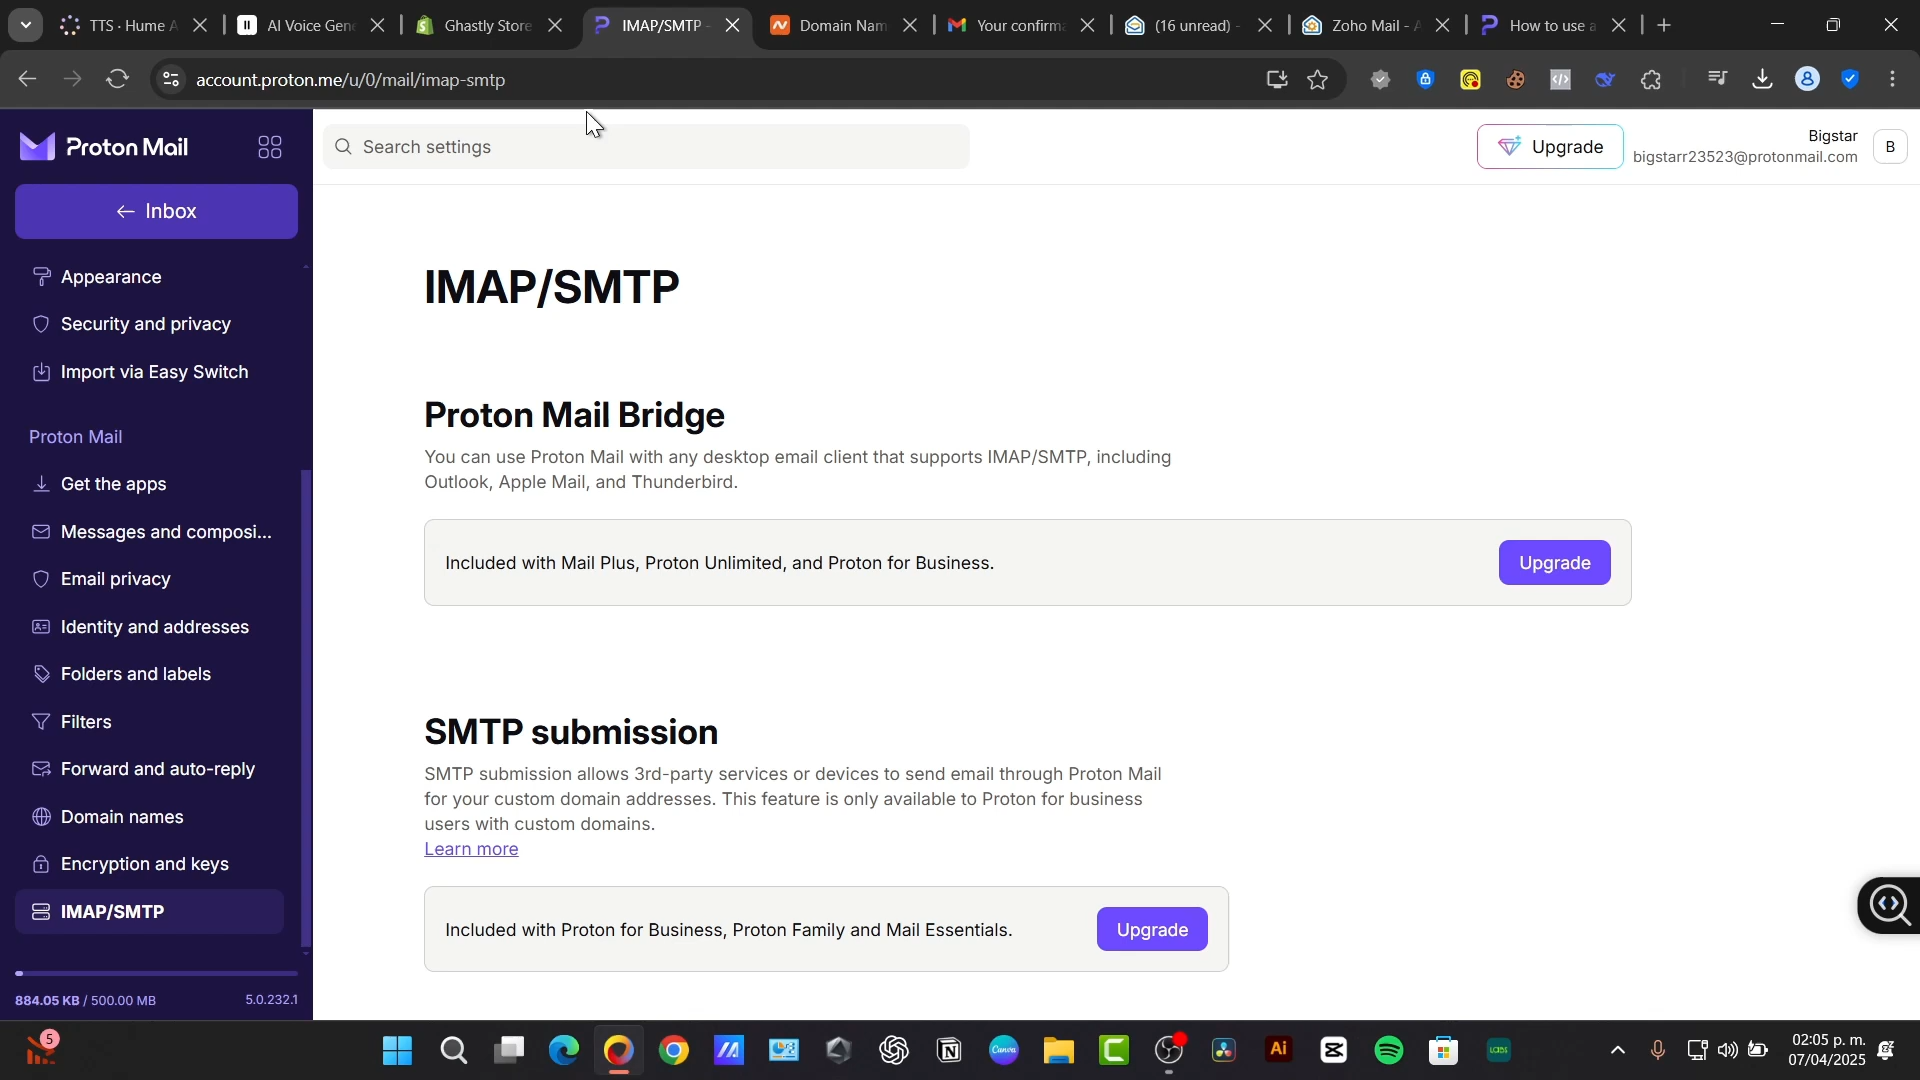 TTS · Hume A
AI Voice Gen
Ghastly Store
IMAP/SMTP -
Domain Nam
Your confirma
(16 unread) -
Zoho Mail - A
How to use a
account.proton.me/u/0/mail/imap-smtp
Proton Mail
Search settings
Upgrade
Bigstar
bigstarr23523@protonmail.com
B
← Inbox
Appearance
Security and privacy
Import via Easy Switch
Proton Mail
Get the apps
Messages and composi...
Email privacy
Identity and addresses
Folders and labels
Filters
Forward and auto-reply
Domain names
Encryption and keys
IMAP/SMTP
884.05 KB / 500.00 MB
5.0.232.1
IMAP/SMTP
Proton Mail Bridge
You can use Proton Mail with any desktop email client that supports IMAP/SMTP, including
Outlook, Apple Mail, and Thunderbird.
Included with Mail Plus, Proton Unlimited, and Proton for Business.
Upgrade
SMTP submission
SMTP submission allows 3rd-party services or devices to send email through Proton Mail
for your custom domain addresses. This feature is only available to Proton for business
users with custom domains.
Learn more
Included with Proton for Business, Proton Family and Mail Essentials.
Upgrade
5
Canva
Ai
02:05 p. m.
07/04/2025